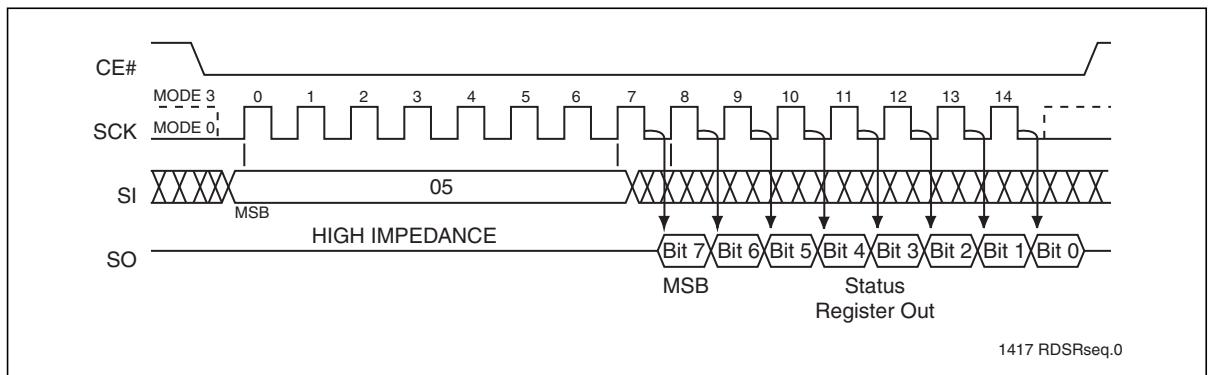 CE#
MODE 3
0 1 2 3 4 5 6 7 8 9 10 11 12 13 14
SCK
MODE 0
SI
05
MSB
HIGH IMPEDANCE
SO
Bit 7 Bit 6 Bit 5 Bit 4 Bit 3 Bit 2 Bit 1 Bit 0
MSB
Status
Register Out
1417 RDSRseq.0